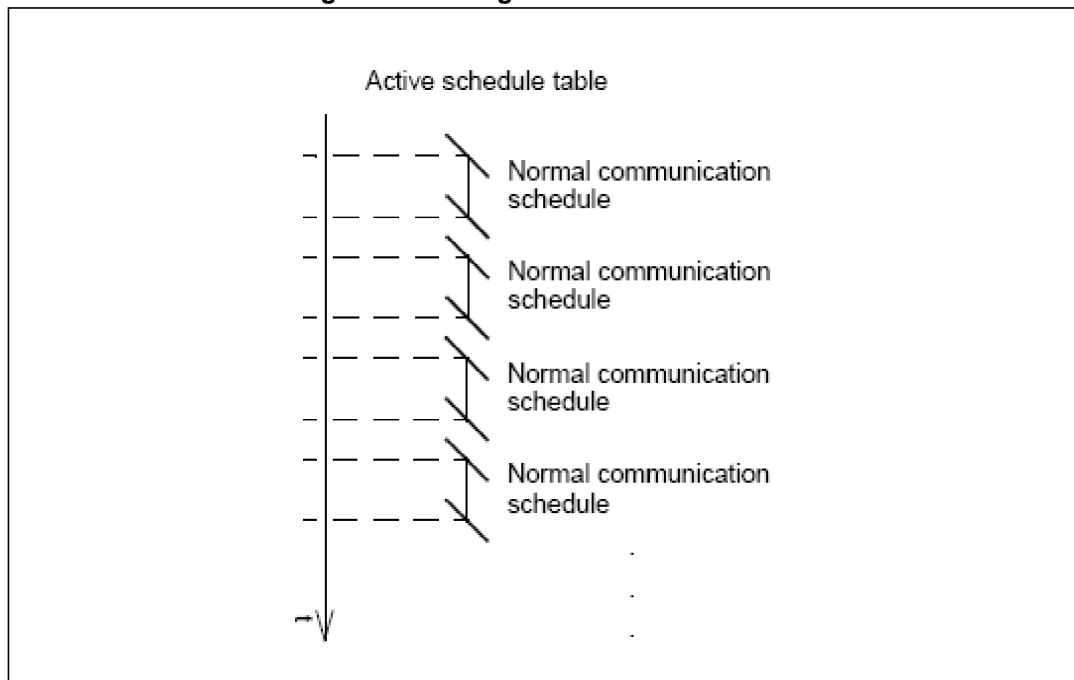 Active schedule table
Normal communication
schedule
Normal communication
schedule
Normal communication
schedule
Normal communication
schedule
.
.
.
t